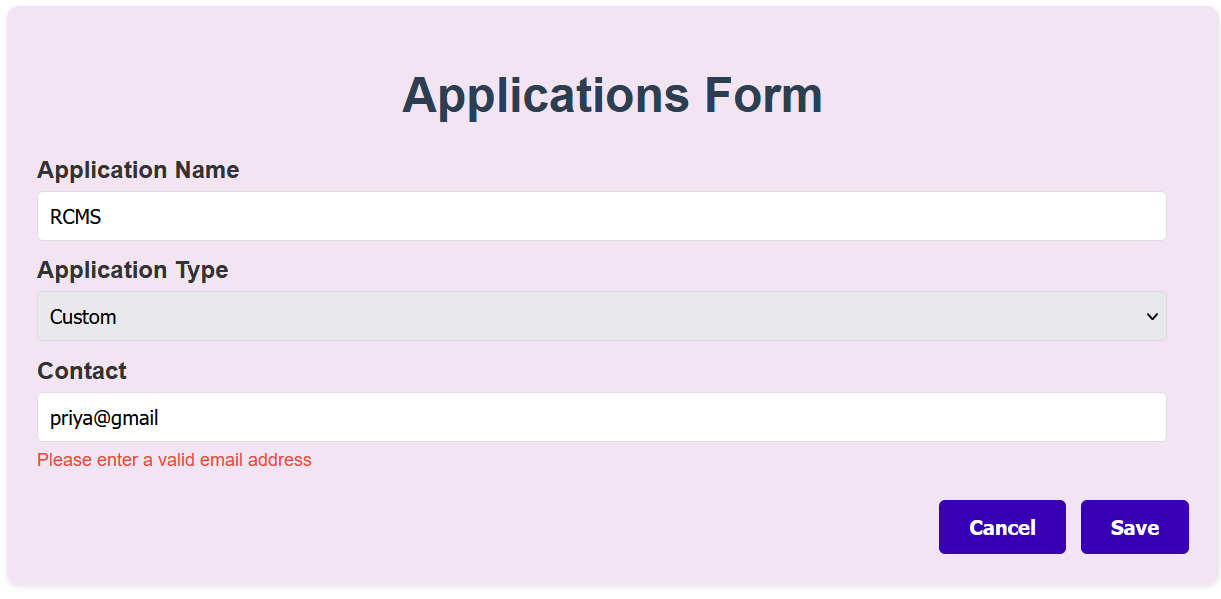 Applications Form
Application Name
RCMS
Application Type
Custom
Contact
priya@gmail
Please enter a valid email address
Cancel Save